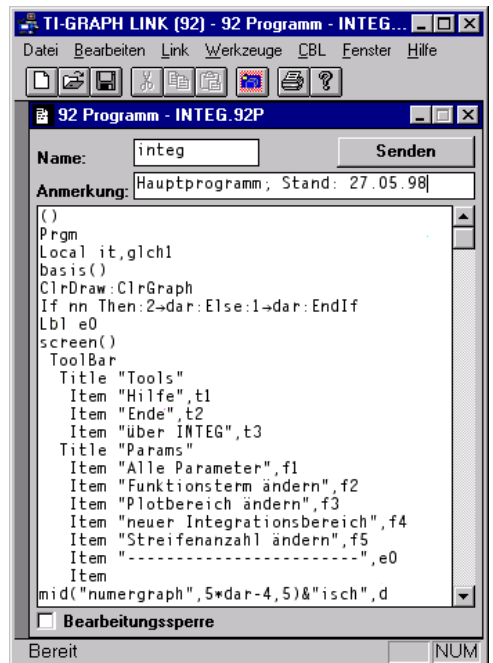 TI-GRAPH LINK (92) - 92 Programm - INTEG...
Datei Bearbeiten Link Werkzeuge CBL Fenster Hilfe
92 Programm - INTEG.92P
Name: integ Senden
Anmerkung: Hauptprogramm; Stand: 27.05.98
()
Prgm
Local it,glch1
basis()
ClrDraw:ClrGraph
If nn Then:2→dar:Else:1→dar:EndIf
Lbl e0
screen()
ToolBar
Title "Tools"
Item "Hilfe",t1
Item "Ende",t2
Item "über INTEG",t3
Title "Params"
Item "Alle Parameter",f1
Item "Funktionsterm ändern",f2
Item "Plotbereich ändern",f3
Item "neuer Integrationsbereich",f4
Item "Streifenanzahl ändern",f5
Item "-------------------------",e0
Item
mid("numergraph",5*dar-4,5)&"isch",d
Bearbeitungssperre
Bereit NUM